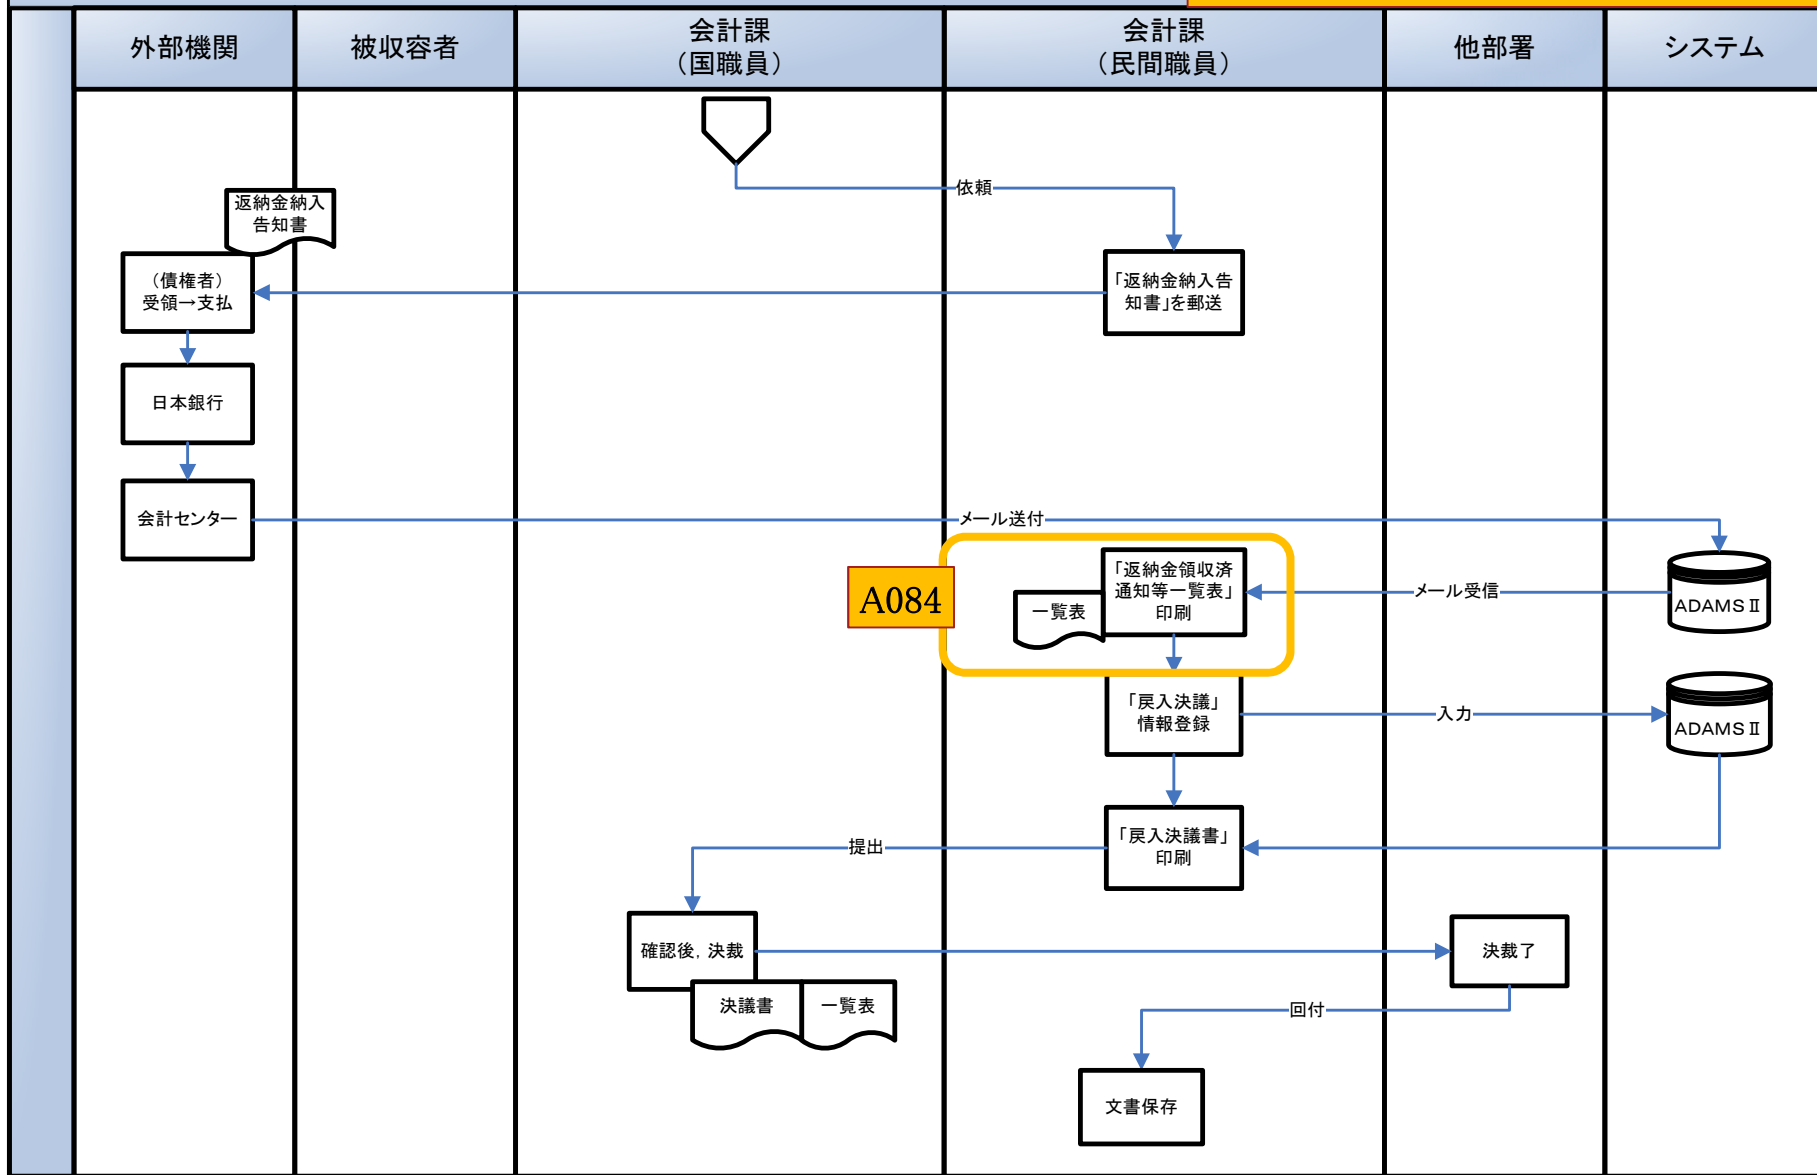 外部機関
被収容者
会計課
（国職員）
会計課
（民間職員）
他部署
システム
依頼
返納金納入
告知書
（債権者）
受領→支払
「返納金納入告
知書」を郵送
日本銀行
会計センター
メール送付
A084
一覧表
「返納金領収済
通知等一覧表」
印刷
メール受信
ADAMSⅡ
「戻入決議」
情報登録
入力
ADAMSⅡ
提出
「戻入決議書」
印刷
確認後，決裁
決裁了
決議書
一覧表
回付
文書保存